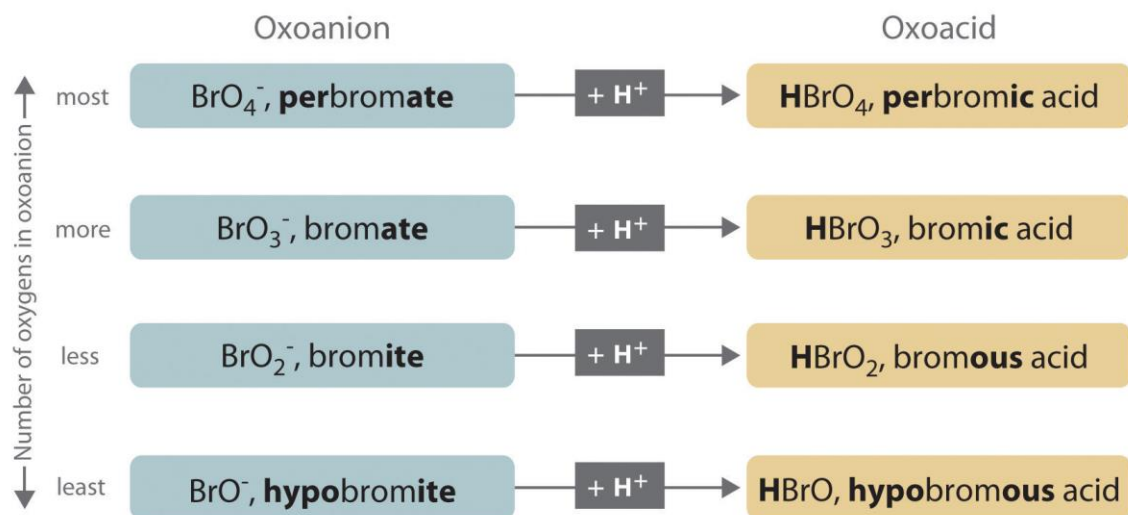 Oxoanion
Oxoacid
Number of oxygens in oxoanion
most
BrO₄⁻, perbromate
+ H⁺
HBrO₄, perbromic acid
more
BrO₃⁻, bromate
+ H⁺
HBrO₃, bromic acid
less
BrO₂⁻, bromite
+ H⁺
HBrO₂, bromous acid
least
BrO⁻, hypobromite
+ H⁺
HBrO, hypobromous acid